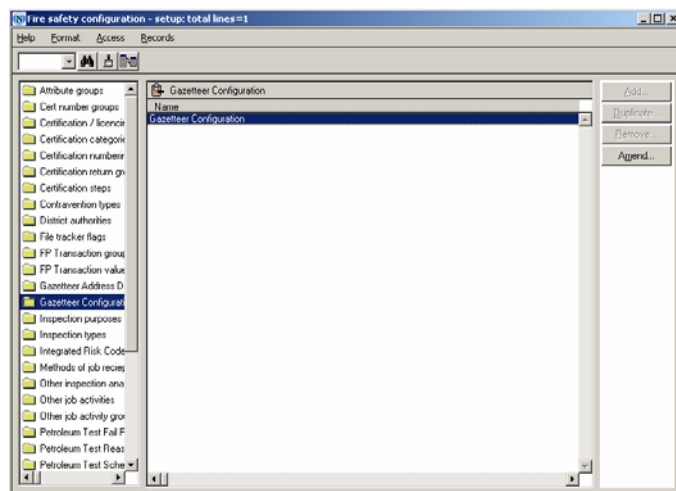 Fire safety configuration - setup: total lines=1
Help Format Access Records
Attribute groups
Cert number groups
Certification / licencin
Certification categorie
Certification numberin
Certification return gr
Certification steps
Contravention types
District authorities
File tracker flags
FP Transaction group
FP Transaction value
Gazetteer Address D
Gazetteer Configurati
Inspection purposes
Inspection types
Integrated Risk Code
Methods of job reciep
Other inspection ana
Other job activities
Other job activity grou
Petroleum Test Fail F
Petroleum Test Reas
Petroleum Test Sche
Gazetteer Configuration
Name
Gazetteer Configuration
Add...
Duplicate...
Remove...
Amend...